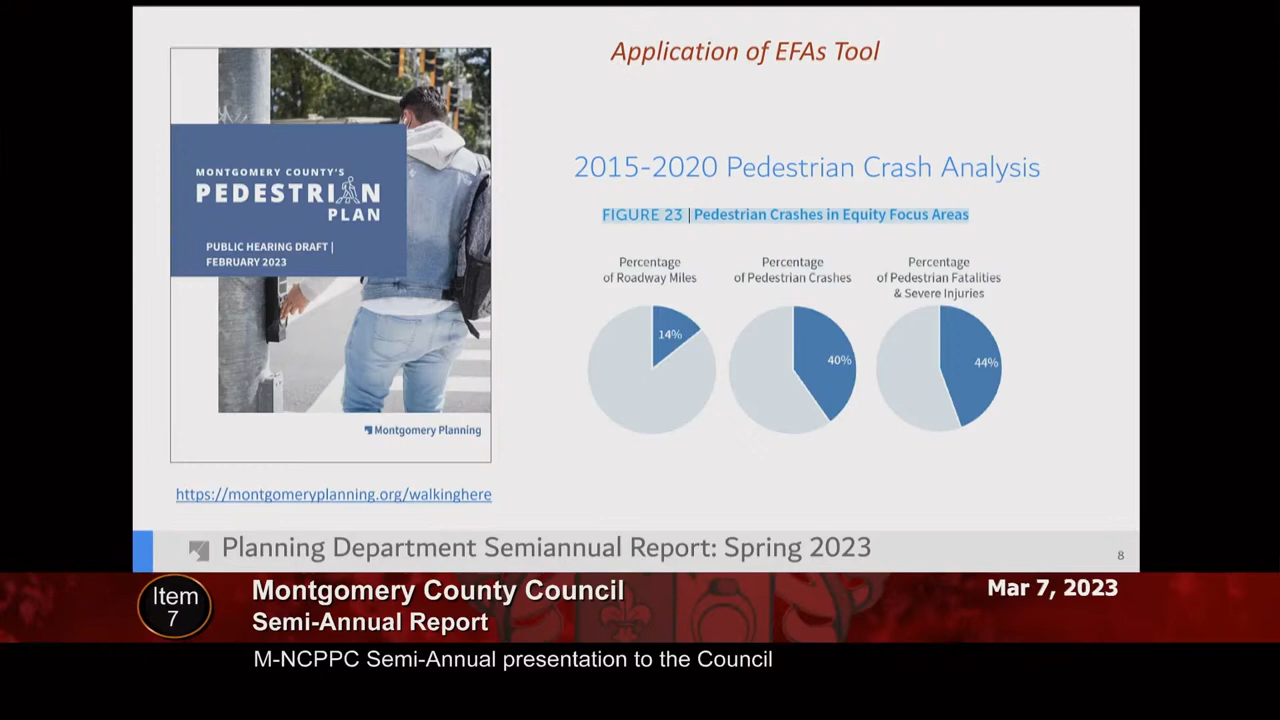 Application of EFAs Tool
MONTGOMERY COUNTY'S
PEDESTRIAN
PLAN
PUBLIC HEARING DRAFT |
FEBRUARY 2023
Montgomery Planning
https://montgomeryplanning.org/walkinghere
2015-2020 Pedestrian Crash Analysis
FIGURE 23 | Pedestrian Crashes in Equity Focus Areas
Percentage
of Roadway Miles
14%
Percentage
of Pedestrian Crashes
40%
Percentage
of Pedestrian Fatalities
& Severe Injuries
44%
Planning Department Semiannual Report: Spring 2023
8
Item
7
Montgomery County Council
Semi-Annual Report
Mar 7, 2023
M-NCPPC Semi-Annual presentation to the Council